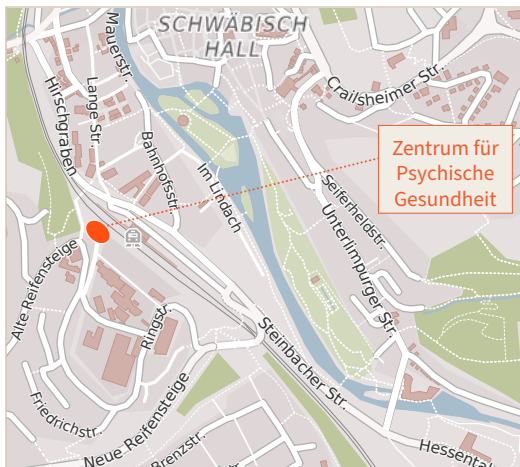 SCHWÄBISCH
HALL
Mauerstr.
Hirschgraben
Lange Str.
Crailsheimer Str.
Bahnhofsstr.
Im Lindach
Zentrum für
Psychische
Gesundheit
Seiferheldstr.
Unterlimpurger Str.
Alte Reifensteige
Ringstr.
Steinbacher Str.
Friedrichstr.
Neue Reifensteige
Brenzstr.
Hessenta